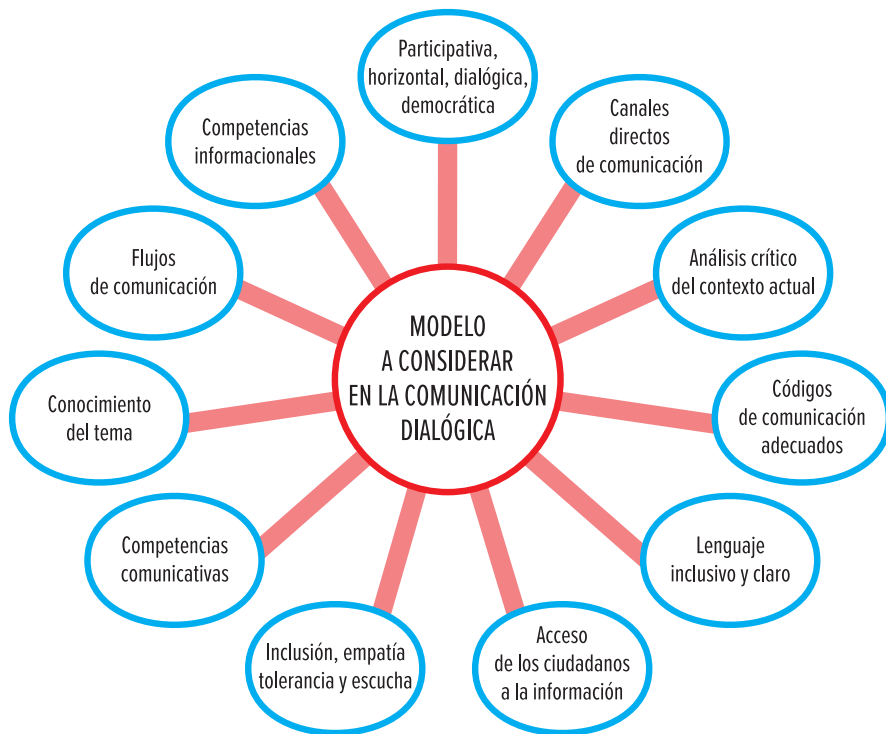 Participativa,
horizontal, dialógica,
democrática
Canales
directos
de comunicación
Análisis crítico
del contexto actual
Códigos
de comunicación
adecuados
Lenguaje
inclusivo y claro
Acceso
de los ciudadanos
a la información
Inclusión, empatía
tolerancia y escucha
Competencias
comunicativas
Conocimiento
del tema
Flujos
de comunicación
Competencias
informacionales
MODELO
A CONSIDERAR
EN LA COMUNICACIÓN
DIALÓGICA